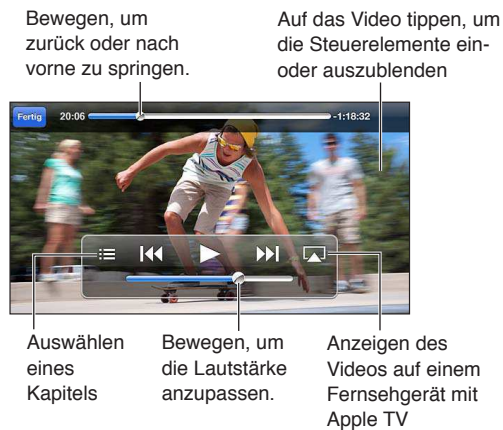 Bewegen, um
zurück oder nach
vorne zu springen.
Auf das Video tippen, um
die Steuerelemente ein-
oder auszublenden
Fertig
20:06
-1:18:32
Auswählen
eines
Kapitels
Bewegen, um
die Lautstärke
anzupassen.
Anzeigen des
Videos auf einem
Fernsehgerät mit
Apple TV